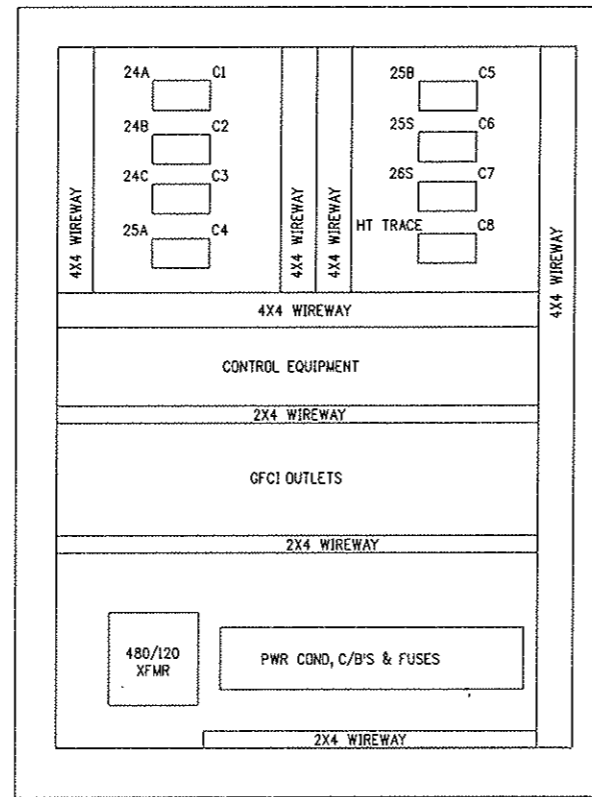 24A C1
24B C2
24C C3
25A C4
25B C5
25S C6
26S C7
HT TRACE C8
4X4 WIREWAY
4X4 WIREWAY
4X4 WIREWAY
4X4 WIREWAY
4X4 WIREWAY
CONTROL EQUIPMENT
2X4 WIREWAY
GFCI OUTLETS
2X4 WIREWAY
480/120
XFMR
PWR COND, C/B'S & FUSES
2X4 WIREWAY